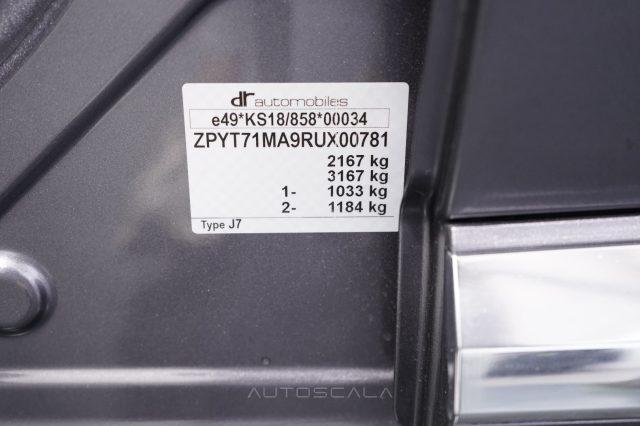 dr automobiles
e49*KS18/858*00034
ZPYT71MA9RUX00781
2167 kg
3167 kg
1- 1033 kg
2- 1184 kg
Type J7
AUTOSCALA